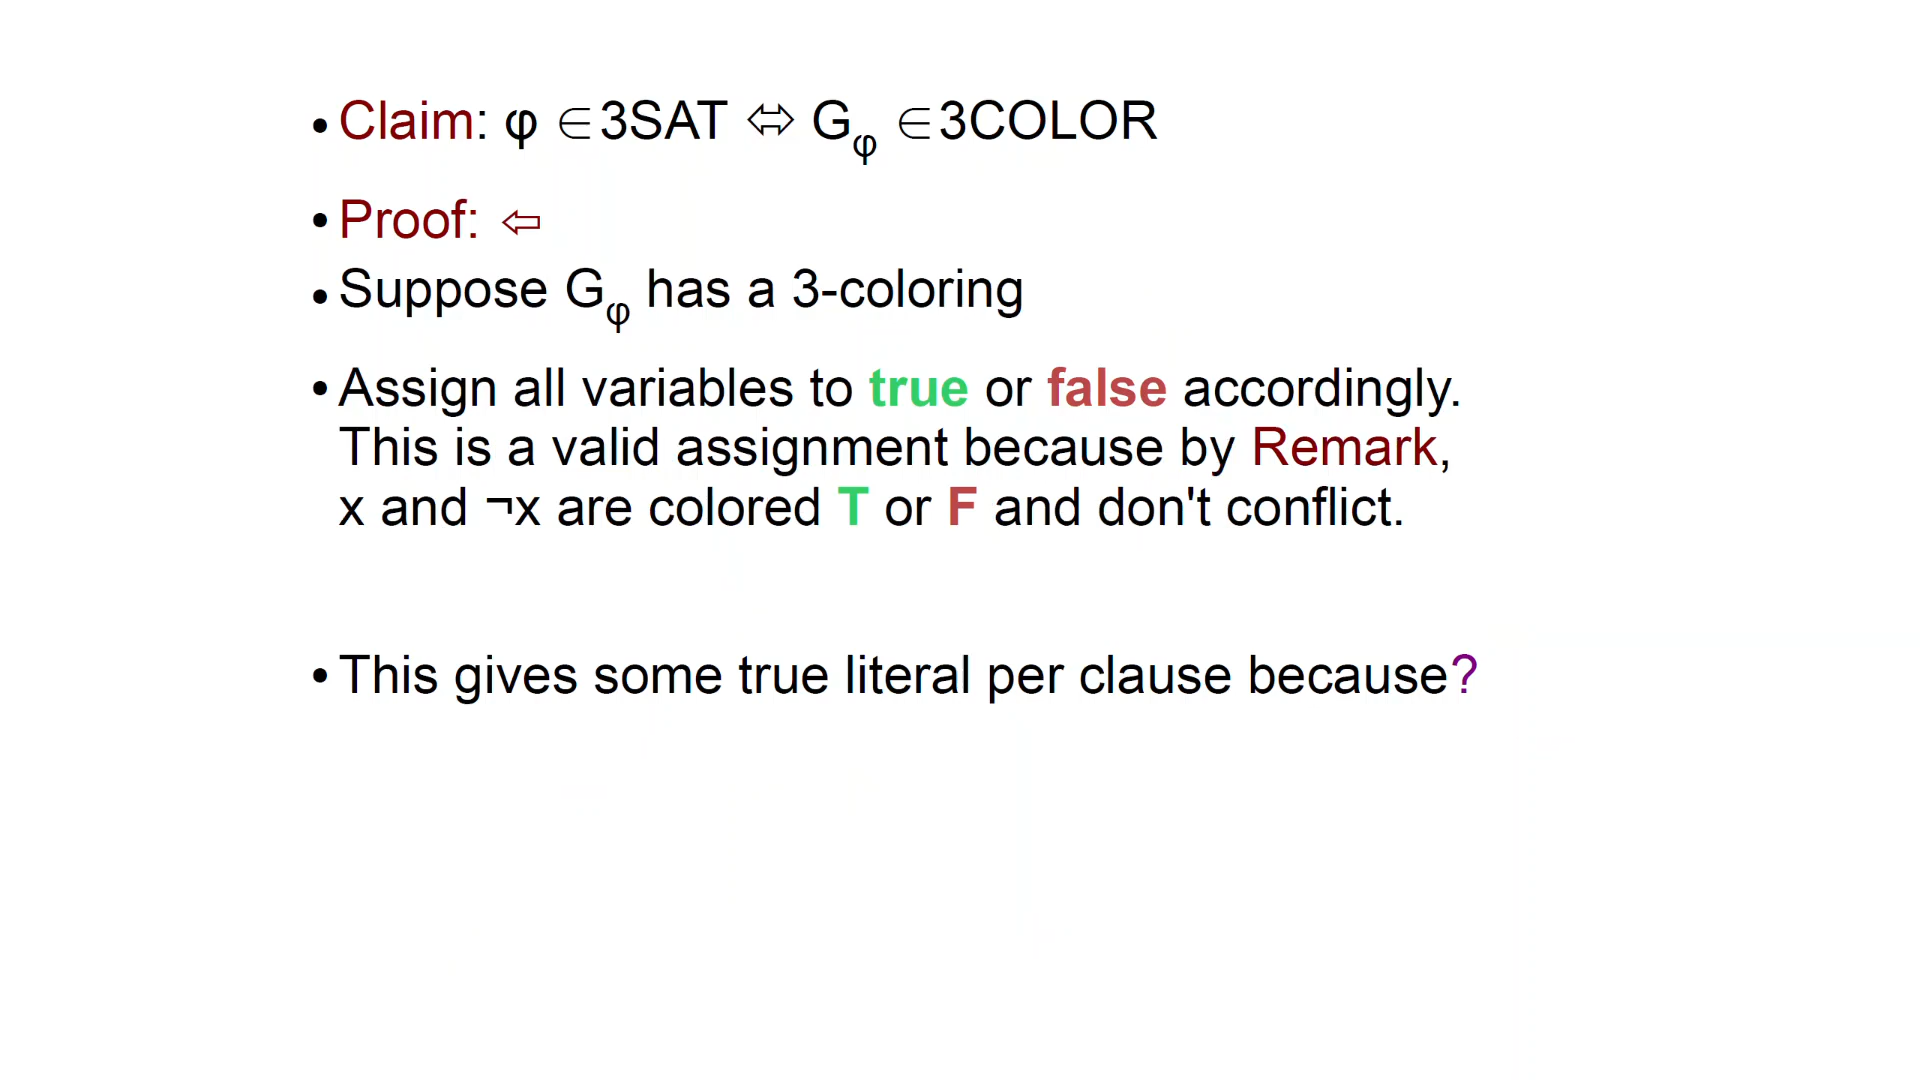 • Claim: φ ∈ 3SAT ⇔ Gφ ∈ 3COLOR
• Proof: ⇦
• Suppose Gφ has a 3-coloring
• Assign all variables to true or false accordingly.
This is a valid assignment because by Remark,
x and ¬x are colored T or F and don't conflict.
• This gives some true literal per clause because?